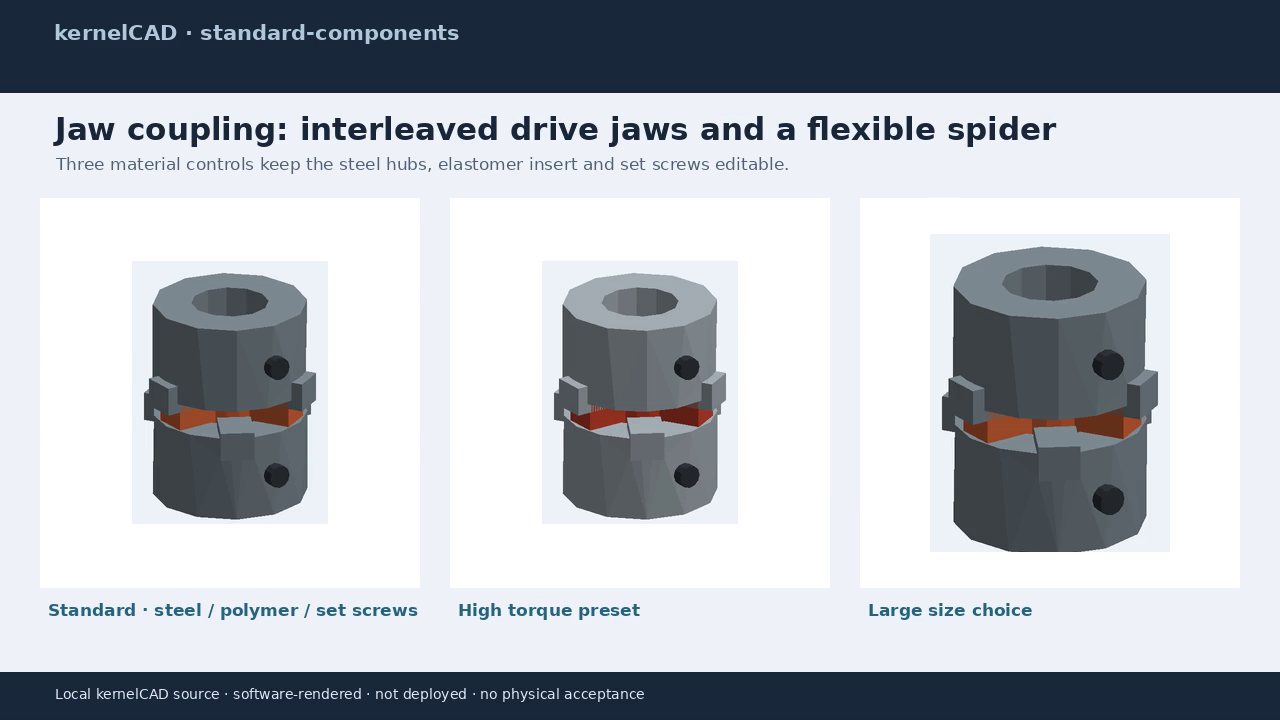 kernelCAD · standard-components
Jaw coupling: interleaved drive jaws and a flexible spider
Three material controls keep the steel hubs, elastomer insert and set screws editable.
Standard · steel / polymer / set screws
High torque preset
Large size choice
Local kernelCAD source · software-rendered · not deployed · no physical acceptance